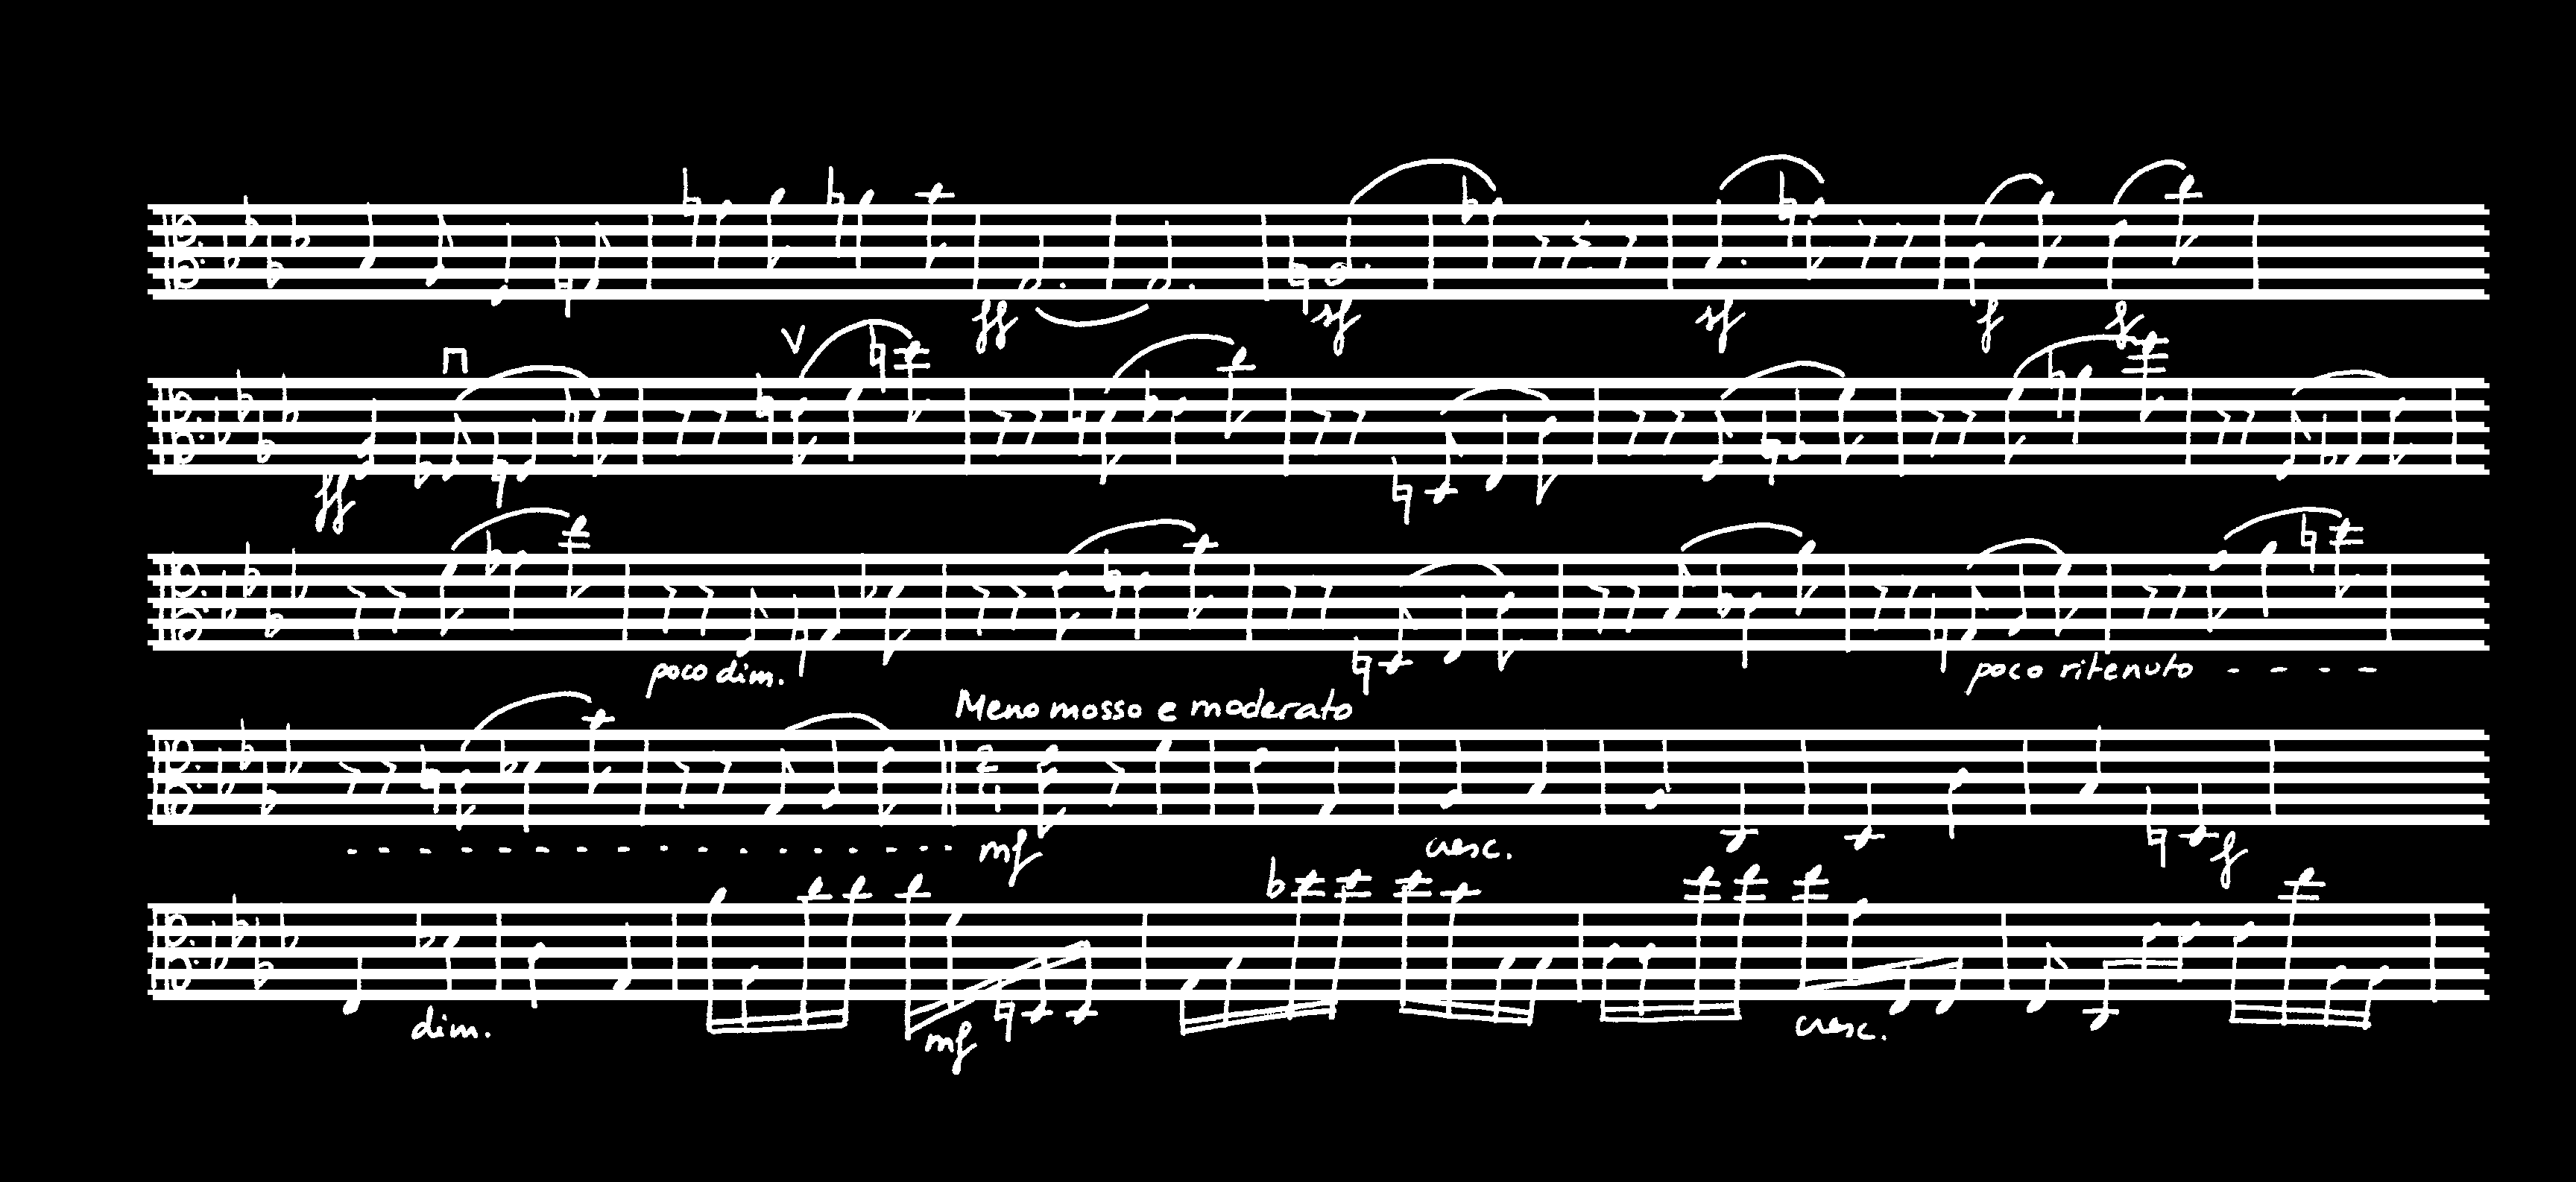 ff sf sf f f
ff
poco dim. poco ritenuto - - - -
Meno mosso e moderato
mf cresc. f
dim. mf cresc.